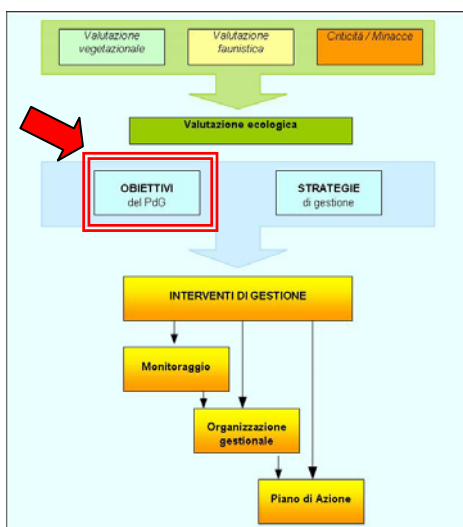 Valutazione
vegetazionale
Valutazione
faunistica
Criticità / Minacce
Valutazione ecologica
OBIETTIVI
del PdG
STRATEGIE
di gestione
INTERVENTI DI GESTIONE
Monitoraggio
Organizzazione
gestionale
Piano di Azione